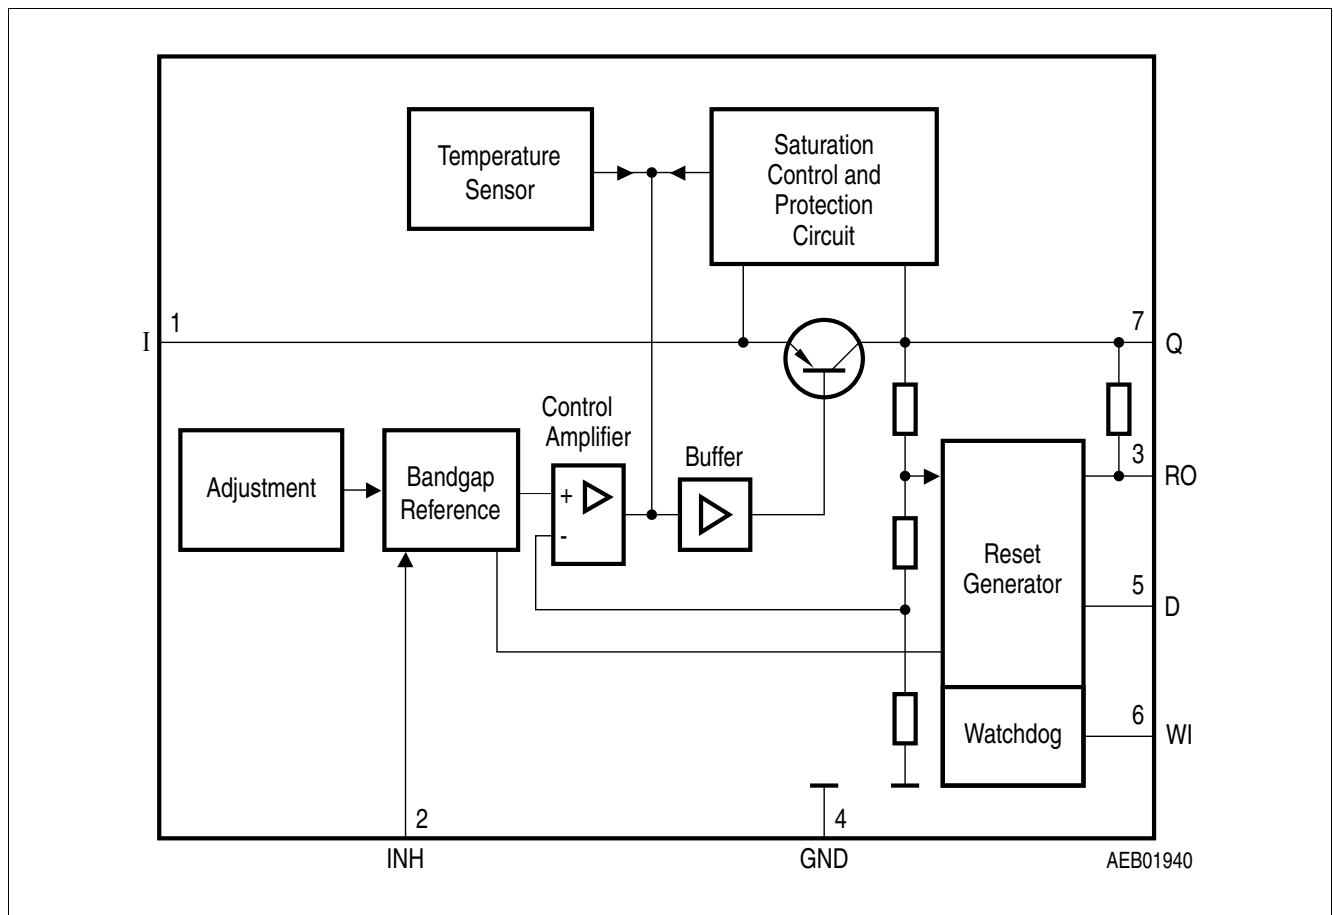 Temperature
Sensor
Saturation
Control and
Protection
Circuit
1
I
7
Q
Control
Amplifier
Buffer
Adjustment
Bandgap
Reference
+
-
3
RO
Reset
Generator
5
D
Watchdog
6
WI
2
INH
4
GND
AEB01940